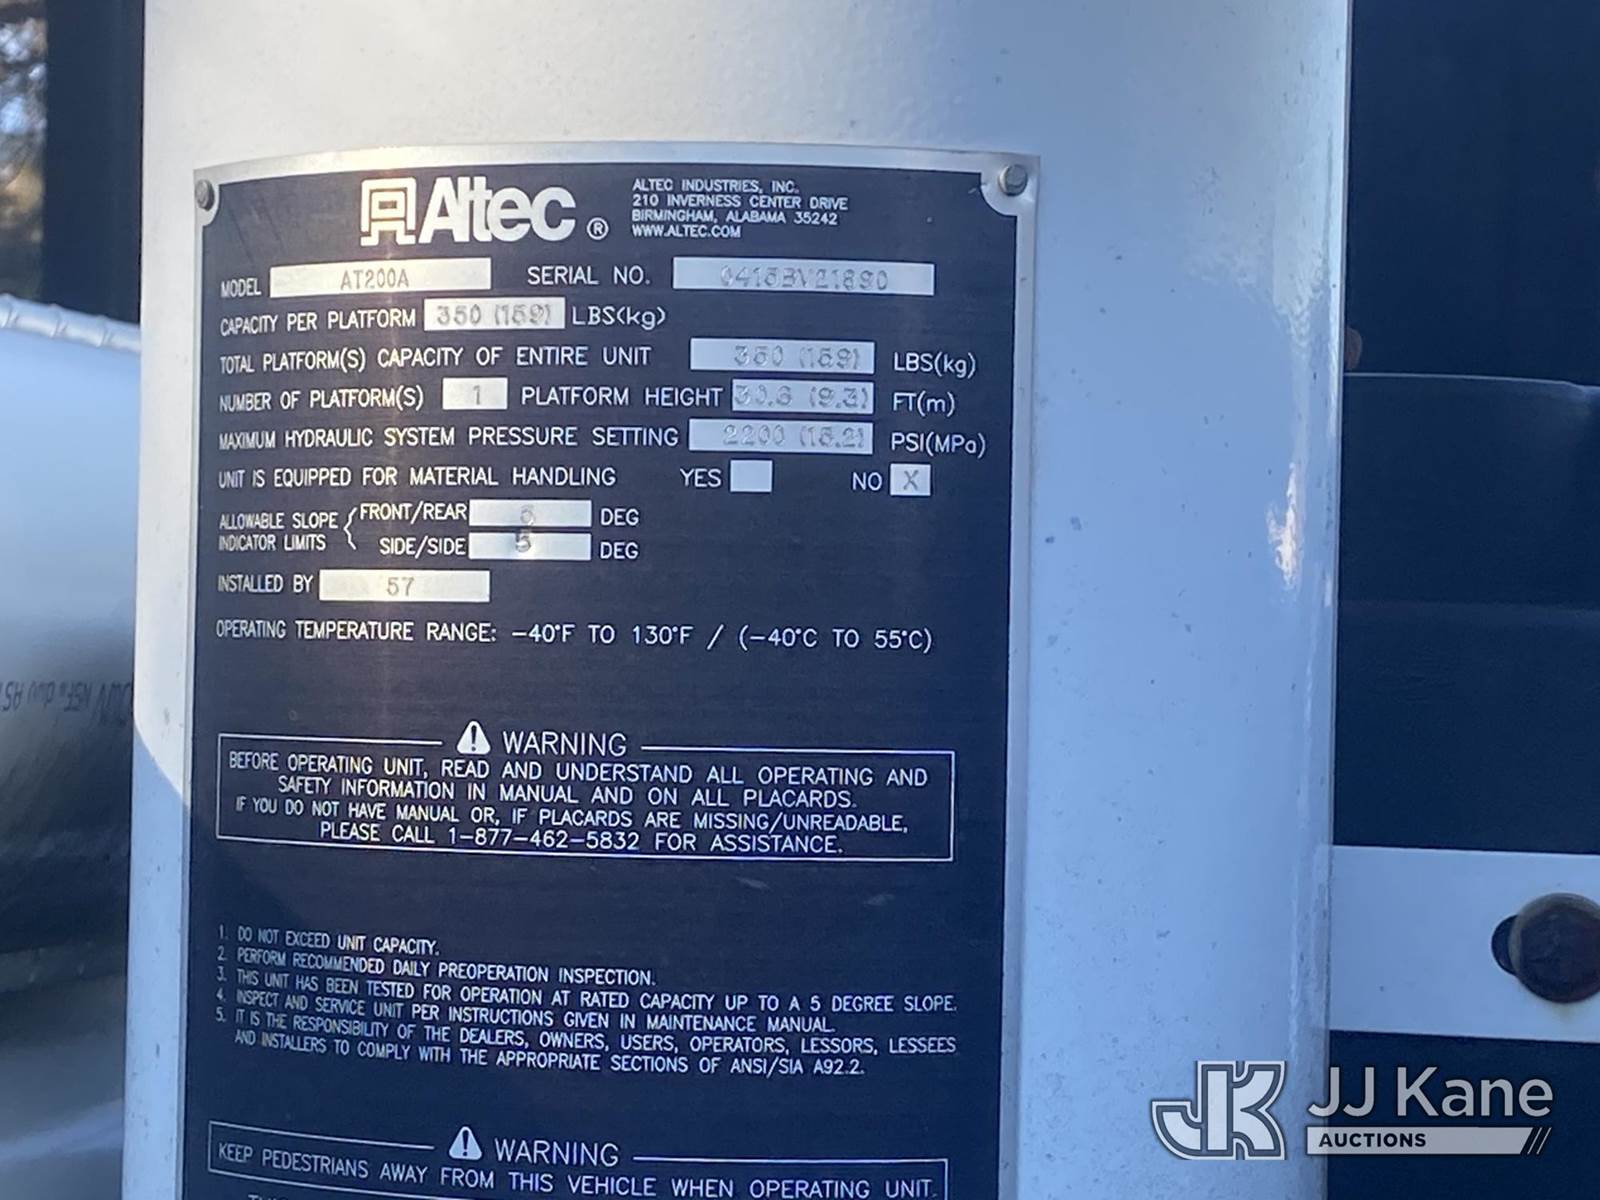 Altec ®
ALTEC INDUSTRIES, INC.
210 INVERNESS CENTER DRIVE
BIRMINGHAM, ALABAMA 35242
WWW.ALTEC.COM
MODEL AT200A SERIAL NO. 0415BV21890
CAPACITY PER PLATFORM 350 (159) LBS(kg)
TOTAL PLATFORM(S) CAPACITY OF ENTIRE UNIT 350 (159) LBS(kg)
NUMBER OF PLATFORM(S) 1 PLATFORM HEIGHT 30.6 (9.3) FT(m)
MAXIMUM HYDRAULIC SYSTEM PRESSURE SETTING 2200 (15.2) PSI(MPa)
UNIT IS EQUIPPED FOR MATERIAL HANDLING YES NO X
ALLOWABLE SLOPE INDICATOR LIMITS { FRONT/REAR 5 DEG
SIDE/SIDE 5 DEG
INSTALLED BY 57
OPERATING TEMPERATURE RANGE: -40°F TO 130°F / (-40°C TO 55°C)
WARNING
BEFORE OPERATING UNIT, READ AND UNDERSTAND ALL OPERATING AND
SAFETY INFORMATION IN MANUAL AND ON ALL PLACARDS.
IF YOU DO NOT HAVE MANUAL OR, IF PLACARDS ARE MISSING/UNREADABLE,
PLEASE CALL 1-877-462-5832 FOR ASSISTANCE.
1. DO NOT EXCEED UNIT CAPACITY.
2. PERFORM RECOMMENDED DAILY PREOPERATION INSPECTION.
3. THIS UNIT HAS BEEN TESTED FOR OPERATION AT RATED CAPACITY UP TO A 5 DEGREE SLOPE.
4. INSPECT AND SERVICE UNIT PER INSTRUCTIONS GIVEN IN MAINTENANCE MANUAL.
5. IT IS THE RESPONSIBILITY OF THE DEALERS, OWNERS, USERS, OPERATORS, LESSORS, LESSEES
AND INSTALLERS TO COMPLY WITH THE APPROPRIATE SECTIONS OF ANSI/SIA A92.2.
WARNING
KEEP PEDESTRIANS AWAY FROM THIS VEHICLE WHEN OPERATING UNIT.
JK JJ Kane
AUCTIONS